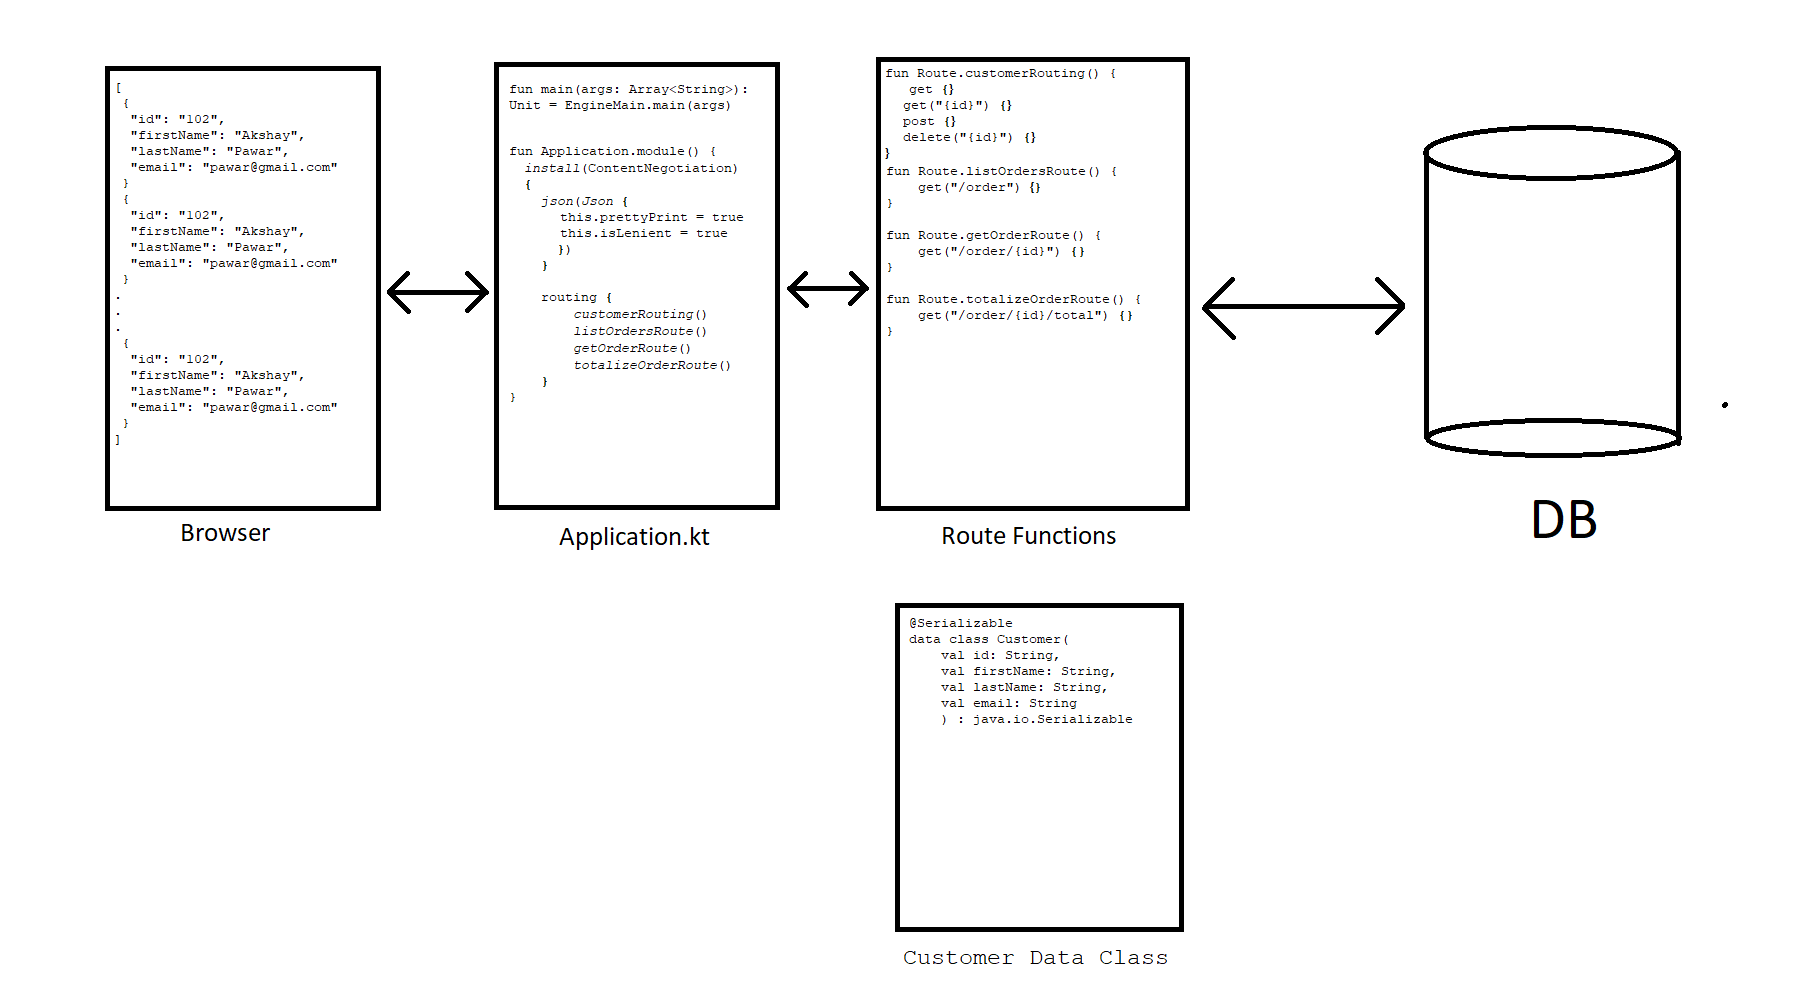 [
{
"id": "102",
"firstName": "Akshay",
"lastName": "Pawar",
"email": "pawar@gmail.com"
}
{
"id": "102",
"firstName": "Akshay",
"lastName": "Pawar",
"email": "pawar@gmail.com"
}
.
.
.
{
"id": "102",
"firstName": "Akshay",
"lastName": "Pawar",
"email": "pawar@gmail.com"
}
]
Browser
fun main(args: Array<String>):
Unit = EngineMain.main(args)
fun Application.module() {
install(ContentNegotiation)
{
json(Json {
this.prettyPrint = true
this.isLenient = true
})
}
routing {
customerRouting()
listOrdersRoute()
getOrderRoute()
totalizeOrderRoute()
}
}
Application.kt
fun Route.customerRouting() {
get {}
get("{id}") {}
post {}
delete("{id}") {}
}
fun Route.listOrdersRoute() {
get("/order") {}
}
fun Route.getOrderRoute() {
get("/order/{id}") {}
}
fun Route.totalizeOrderRoute() {
get("/order/{id}/total") {}
}
Route Functions
DB
@Serializable
data class Customer(
val id: String,
val firstName: String,
val lastName: String,
val email: String
) : java.io.Serializable
Customer Data Class